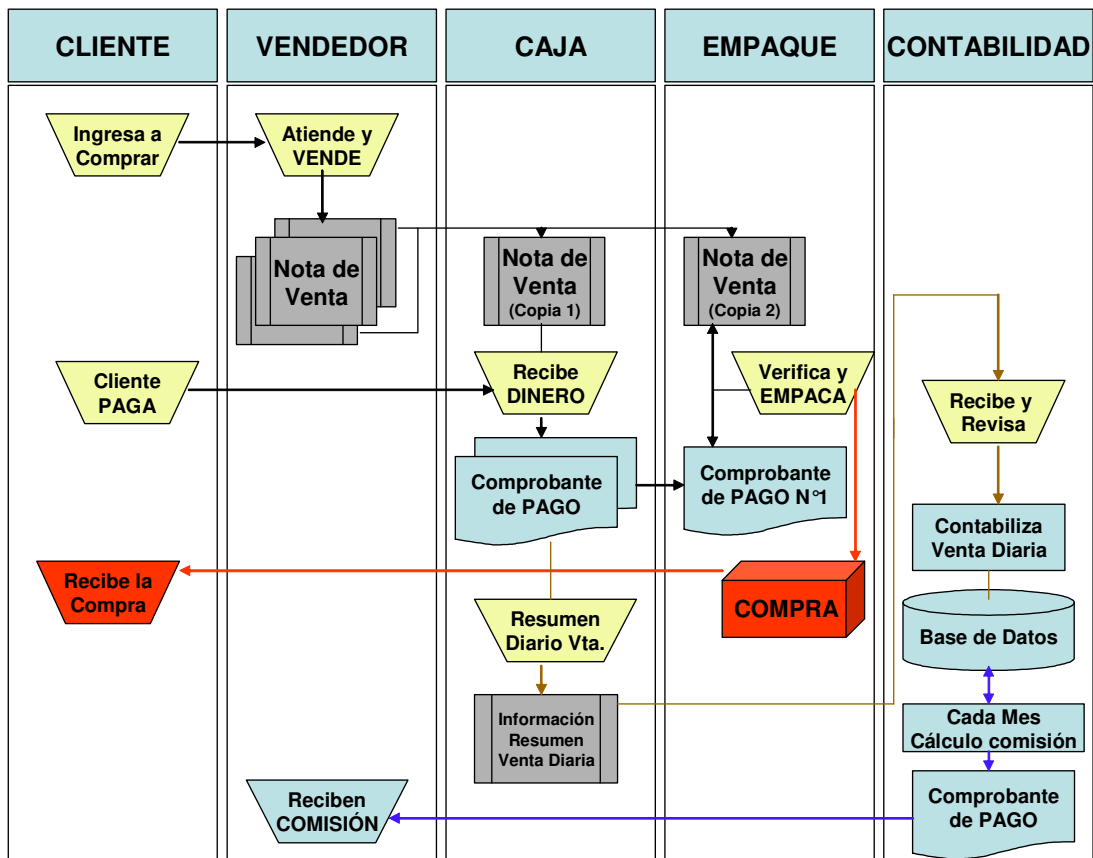 CLIENTE
VENDEDOR
CAJA
EMPAQUE
CONTABILIDAD
Ingresa a
Comprar
Atiende y
VENDE
Nota de
Venta
Nota de
Venta
(Copia 1)
Nota de
Venta
(Copia 2)
Cliente
PAGA
Recibe
DINERO
Verifica y
EMPACA
Recibe y
Revisa
Comprobante
de PAGO
Comprobante
de PAGO N°1
Contabiliza
Venta Diaria
Recibe la
Compra
COMPRA
Resumen
Diario Vta.
Base de Datos
Información
Resumen
Venta Diaria
Cada Mes
Cálculo comisión
Reciben
COMISIÓN
Comprobante
de PAGO